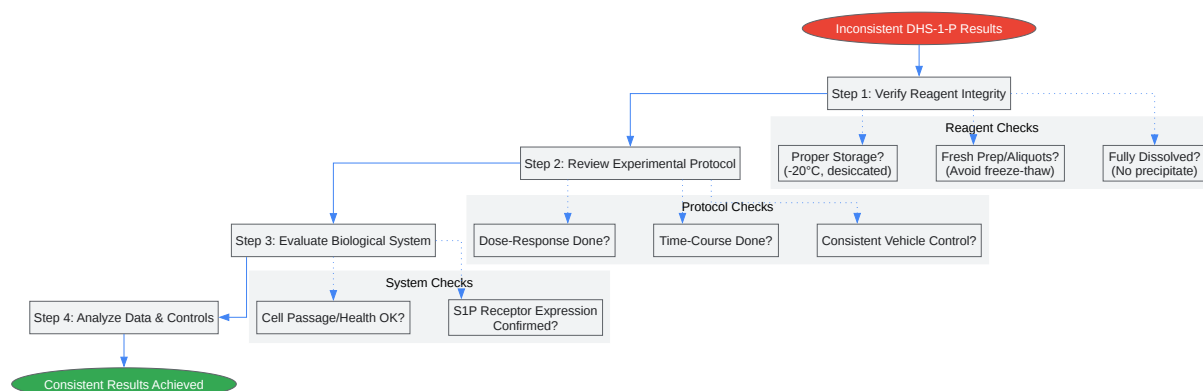 Inconsistent DHS-1-P Results
Step 1: Verify Reagent Integrity
Reagent Checks
Proper Storage?
(-20°C, desiccated)
Fresh Prep/Aliquots?
(Avoid freeze-thaw)
Fully Dissolved?
(No precipitate)
Step 2: Review Experimental Protocol
Protocol Checks
Dose-Response Done?
Time-Course Done?
Consistent Vehicle Control?
Step 3: Evaluate Biological System
System Checks
Cell Passage/Health OK?
S1P Receptor Expression
Confirmed?
Step 4: Analyze Data & Controls
Consistent Results Achieved